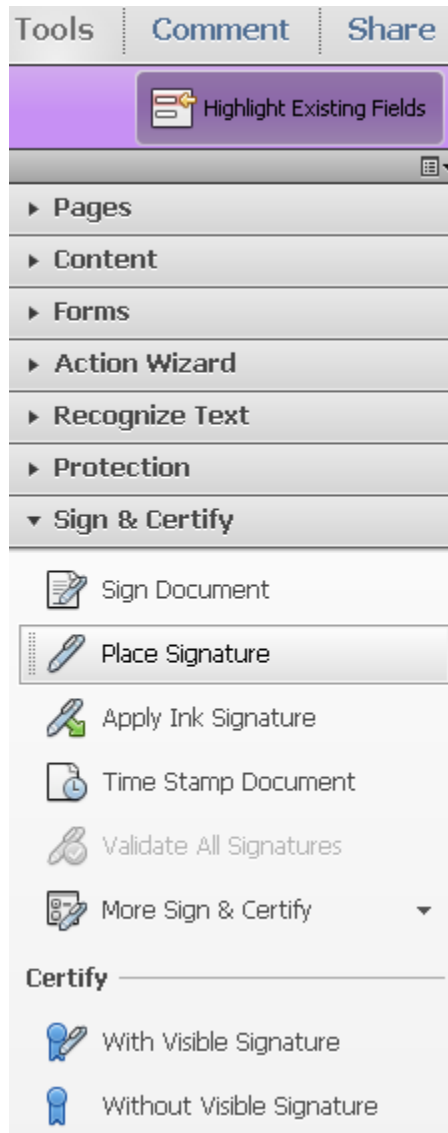 Tools Comment Share
Highlight Existing Fields
Pages
Content
Forms
Action Wizard
Recognize Text
Protection
Sign & Certify
Sign Document
Place Signature
Apply Ink Signature
Time Stamp Document
Validate All Signatures
More Sign & Certify
Certify
With Visible Signature
Without Visible Signature